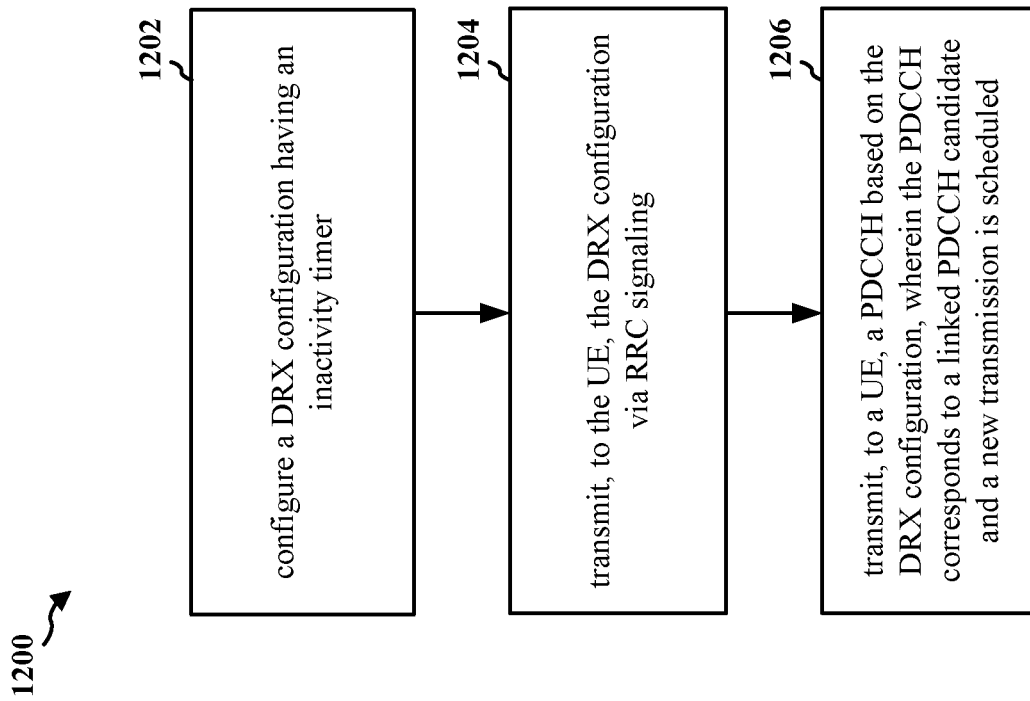 1200
1202
configure a DRX configuration having an
inactivity timer
1204
transmit, to the UE, the DRX configuration
via RRC signaling
1206
transmit, to a UE, a PDCCH based on the
DRX configuration, wherein the PDCCH
corresponds to a linked PDCCH candidate
and a new transmission is scheduled